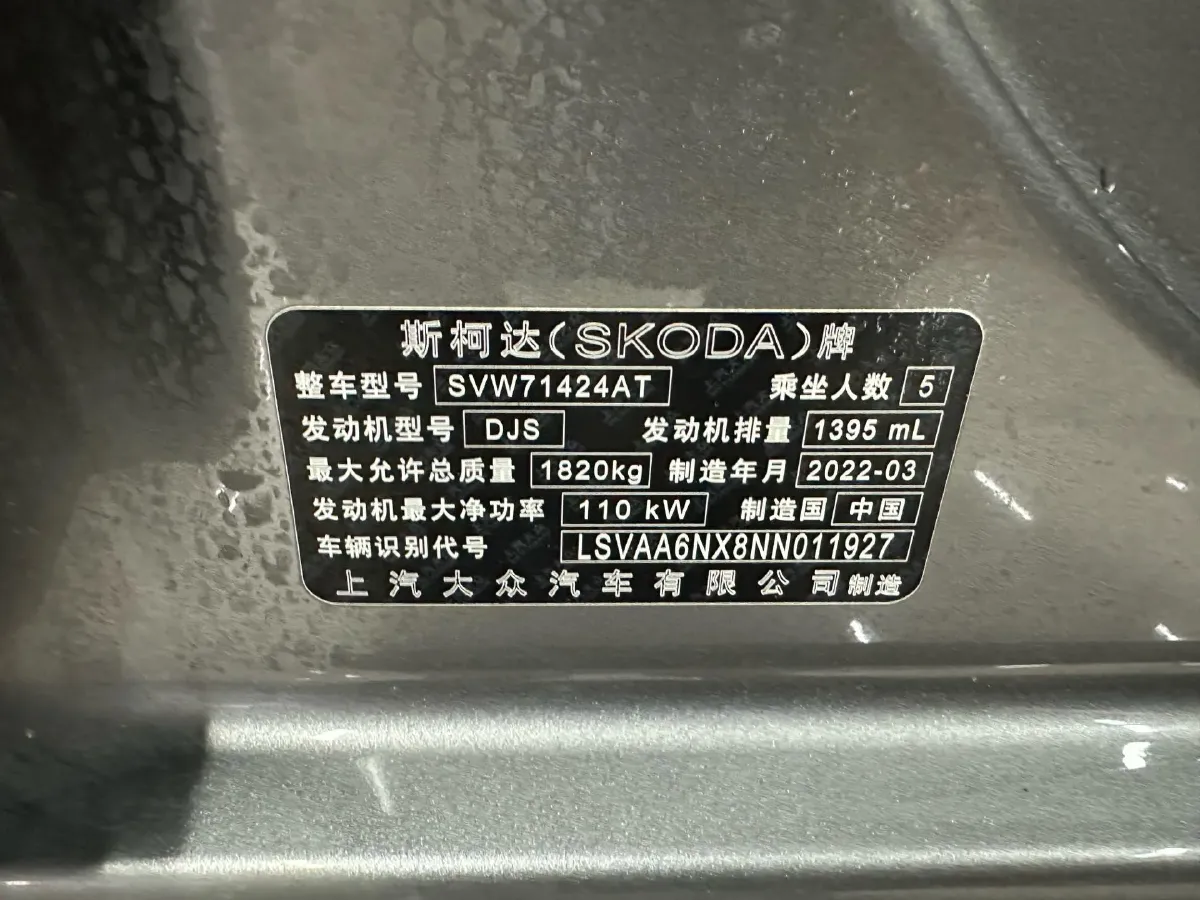 斯柯达(SKODA)牌
整车型号 SVW71424AT 乘坐人数 5
发动机型号 DJS 发动机排量 1395 mL
最大允许总质量 1820kg 制造年月 2022-03
发动机最大净功率 110 kW 制造国 中国
车辆识别代号 LSVAA6NX8NN011927
上汽大众汽车有限公司制造